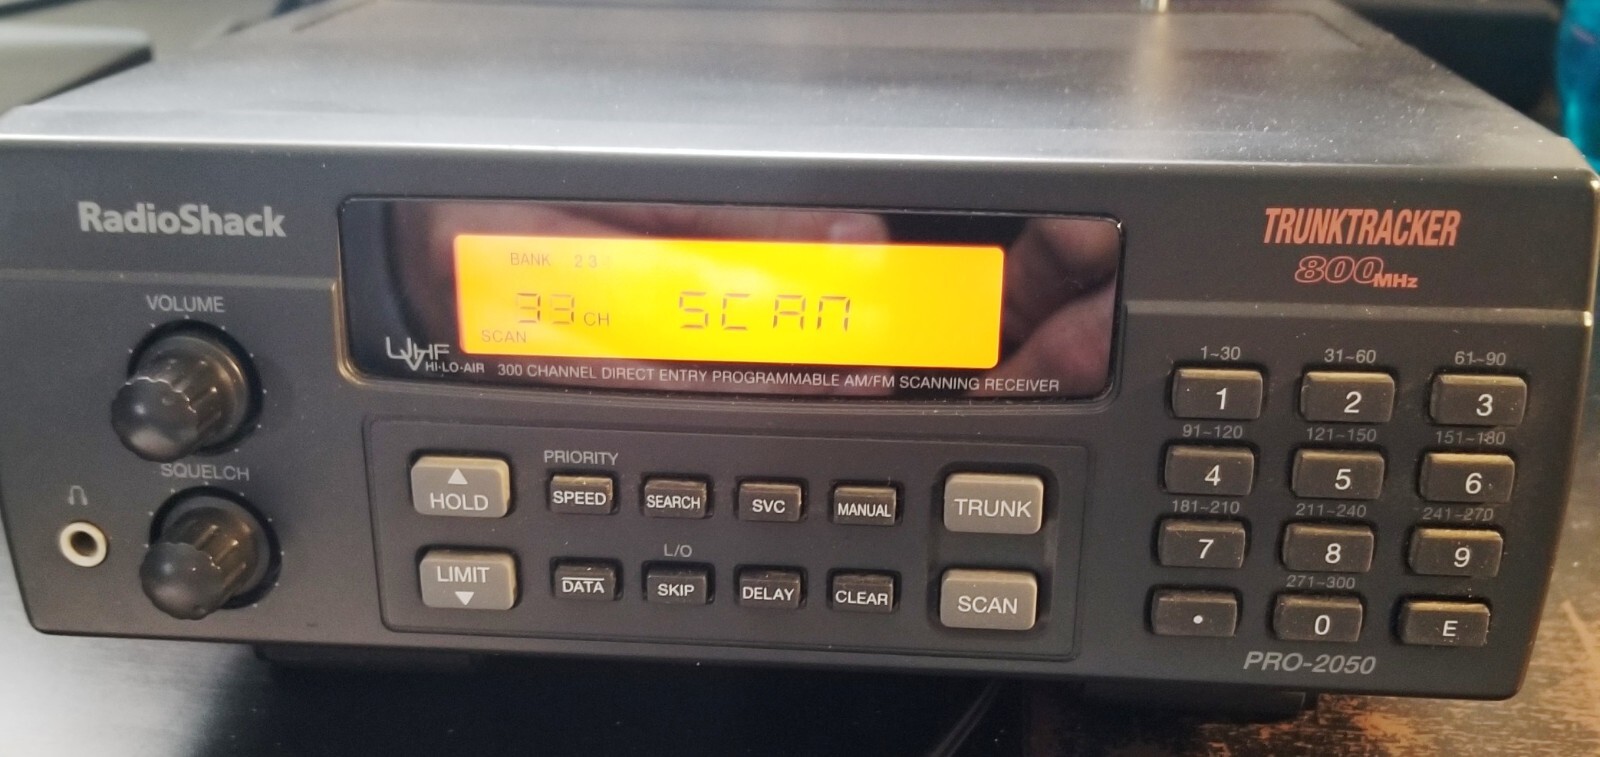 RadioShack
TRUNKTRACKER
800MHz
VOLUME
BANK 2 3
33 CH SCAN
SCAN
UVHF
HI-LO-AIR
300 CHANNEL DIRECT ENTRY PROGRAMMABLE AM/FM SCANNING RECEIVER
SQUELCH
PRIORITY
HOLD SPEED SEARCH SVC MANUAL TRUNK
L/O
LIMIT DATA SKIP DELAY CLEAR SCAN
1~30 31~60 61~90
1 2 3
91~120 121~150 151~180
4 5 6
181~210 211~240 241~270
7 8 9
271~300
• 0 E
PRO-2050